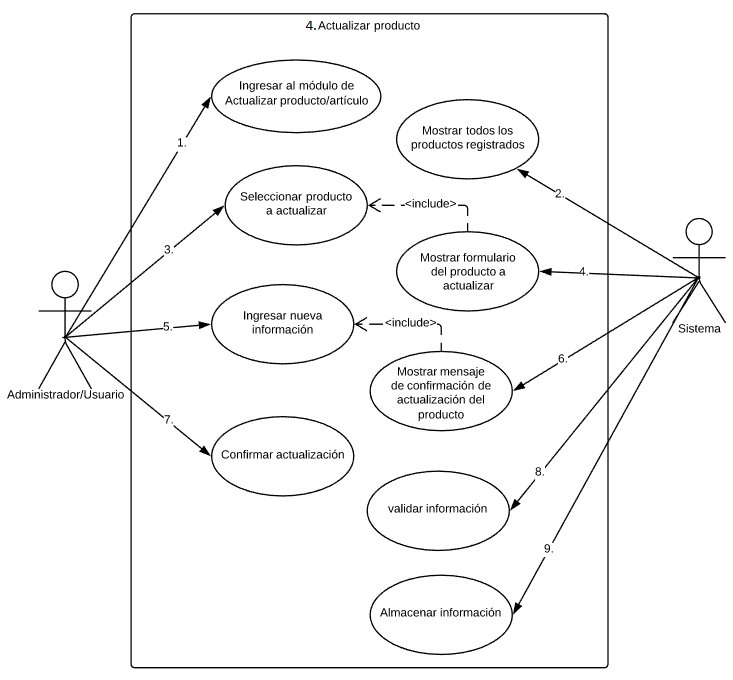 4.Actualizar producto
Ingresar al módulo de
Actualizar producto/artículo
Mostrar todos los
productos registrados
1.
2.
Seleccionar producto
a actualizar
<include>
3.
Mostrar formulario
del producto a
actualizar
4.
Sistema
Ingresar nueva
información
<include>
5.
6.
Mostrar mensaje
de confirmación de
actualización del
producto
Administrador/Usuario
7.
Confirmar actualización
8.
validar información
9.
Almacenar información